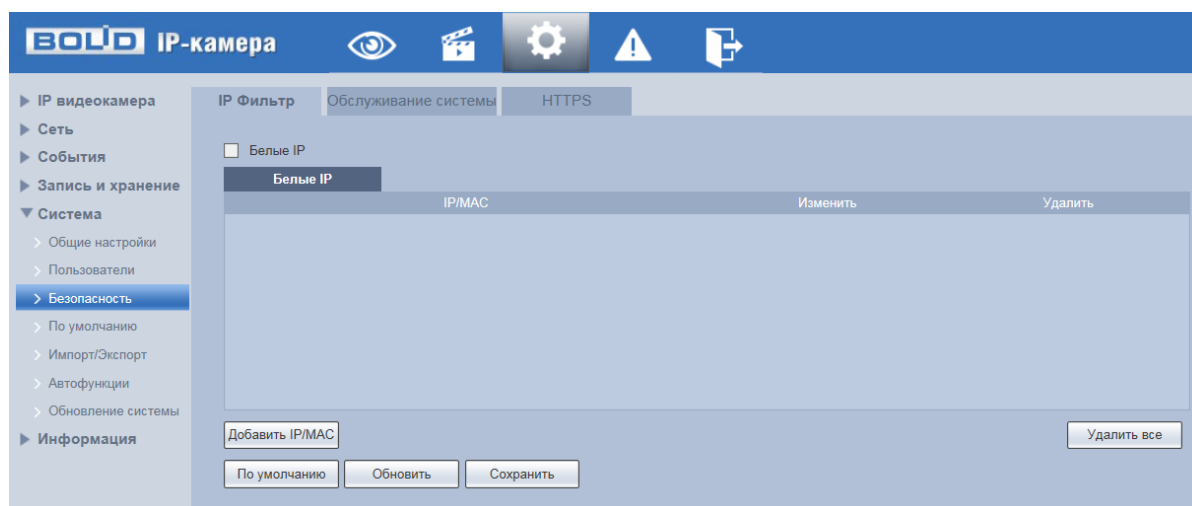 BOLID IP-камера
IP видеокамера
Сеть
События
Запись и хранение
Система
Общие настройки
Пользователи
Безопасность
По умолчанию
Импорт/Экспорт
Автофункции
Обновление системы
Информация
IP Фильтр Обслуживание системы HTTPS
Белые IP
Белые IP
IP/MAC Изменить Удалить
Добавить IP/MAC Удалить все
По умолчанию Обновить Сохранить